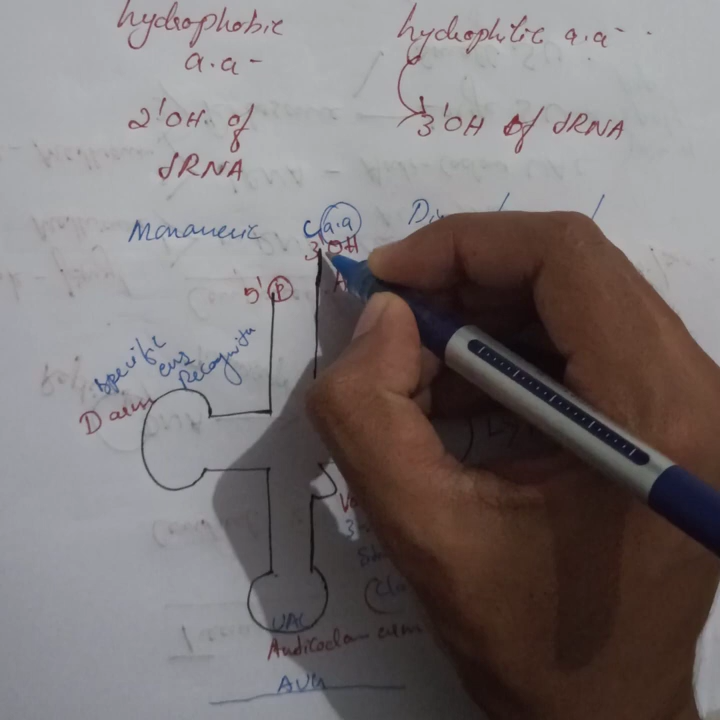 hydrophobic
a.a-
hydrophilic a.a-
2'OH of
tRNA
3'OH of tRNA
Monomeric
C a.a
3'OH
5' P
A
specific
enz
Recognita
D arm
UAC
Anticodon arm
AUG